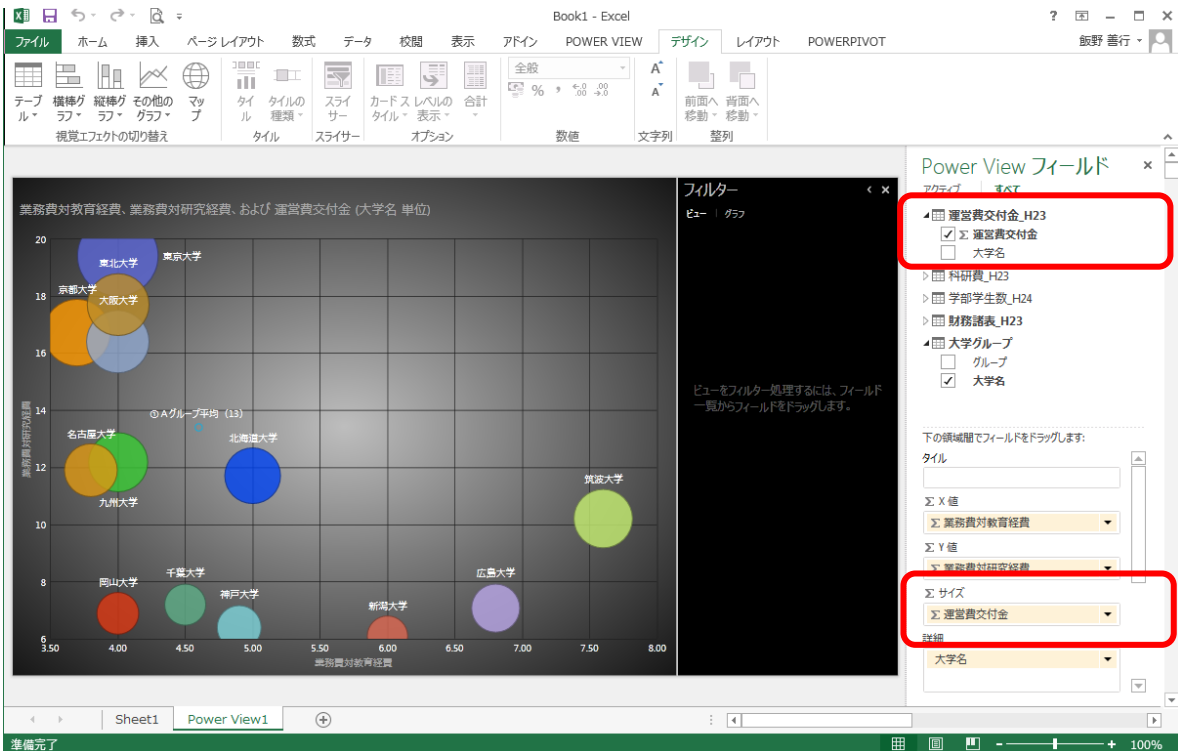 Book1 - Excel
ファイル ホーム 挿入 ページ レイアウト 数式 データ 校閲 表示 アドイン POWER VIEW デザイン レイアウト POWERPIVOT 飯野 善行
テーブル 横棒グラフ 縦棒グラフ その他のグラフ マップ タイル タイルの種類 スライサー カード スタイル レベルの表示 合計 全般 % 前面へ移動 背面へ移動
視覚エフェクトの切り替え タイル スライサー オプション 数値 文字列 整列
Power View フィールド
アクティブ すべて
運営費交付金_H23
Σ 運営費交付金
大学名
科研費_H23
学部学生数_H24
財務諸表_H23
大学グループ
グループ
大学名
下の領域間でフィールドをドラッグします:
タイル
Σ X 値
Σ 業務費対教育経費
Σ Y 値
Σ 業務費対研究経費
Σ サイズ
Σ 運営費交付金
詳細
大学名
業務費対教育経費、業務費対研究経費、および 運営費交付金 (大学名 単位)
20
18
16
14
12
10
8
6
業務費対研究経費
東北大学
東京大学
京都大学
大阪大学
①Aグループ平均 (13)
名古屋大学
北海道大学
九州大学
筑波大学
岡山大学
千葉大学
神戸大学
新潟大学
広島大学
3.50 4.00 4.50 5.00 5.50 6.00 6.50 7.00 7.50 8.00
業務費対教育経費
フィルター
ビュー | グラフ
ビューをフィルター処理するには、フィールド
一覧からフィールドをドラッグします。
Sheet1 Power View1
準備完了 100%